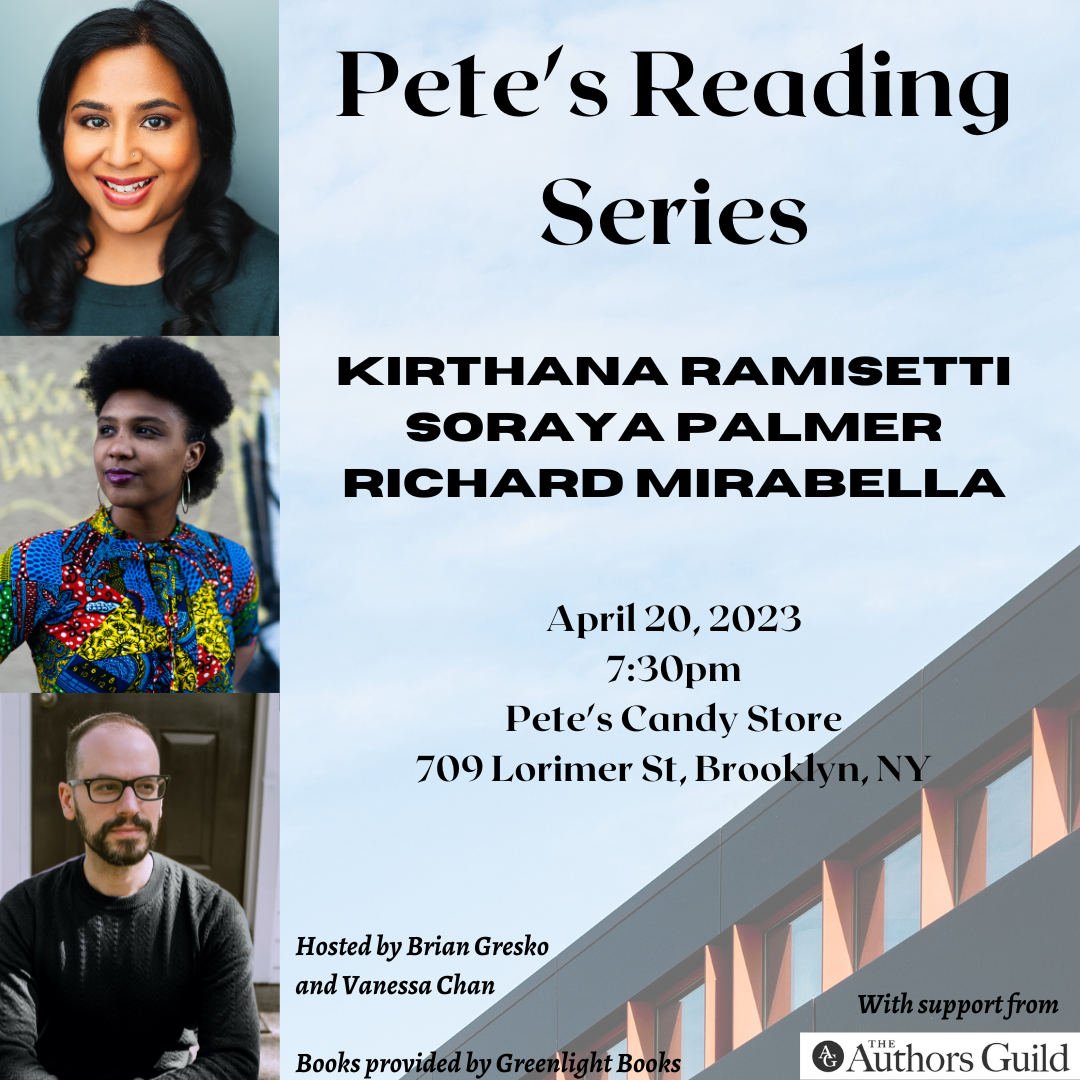 Pete's Reading
Series
KIRTHANA RAMISETTI
SORAYA PALMER
RICHARD MIRABELLA
April 20, 2023
7:30pm
Pete's Candy Store
709 Lorimer St, Brooklyn, NY
Hosted by Brian Gresko
and Vanessa Chan
Books provided by Greenlight Books
With support from
AG
THE
Authors Guild